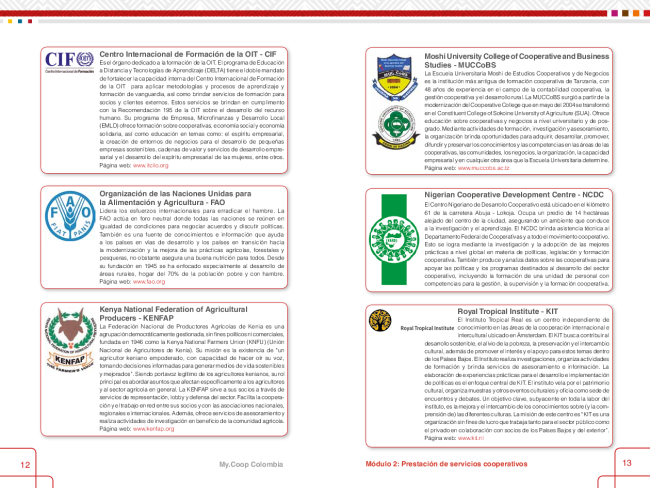 CIF
Centro Internacional de Formación
Centro Internacional de Formación de la OIT - CIF
Es el órgano dedicado a la formación de la OIT. El programa de Educación
a Distancia y Tecnologías de Aprendizaje (DELTA) tiene el doble mandato
de fortalecer la capacidad interna del Centro Internacional de Formación
de la OIT para aplicar metodologías y procesos de aprendizaje y
formación de vanguardia, así como brindar servicios de formación para
socios y clientes externos. Estos servicios se brindan en cumplimiento
con la Recomendación 195 de la OIT sobre el desarrollo del recurso
humano. Su programa de Empresa, Microfinanzas y Desarrollo Local
(EMLD) ofrece formación sobre cooperativas, economía social y economía
solidaria, así como educación en temas como: el espíritu empresarial,
la creación de entornos de negocios para el desarrollo de pequeñas
empresas sostenibles, cadenas de valor y servicios de desarrollo empre-
sarial y el desarrollo del espíritu empresarial de las mujeres, entre otros.
Página web: www.itcilo.org
FAO
FIAT PANIS
Organización de las Naciones Unidas para
la Alimentación y Agricultura - FAO
Lidera los esfuerzos internacionales para erradicar el hambre. La
FAO actúa en foro neutral donde todas las naciones se reúnen en
igualdad de condiciones para negociar acuerdos y discutir políticas.
También es una fuente de conocimientos e información que ayuda
a los países en vías de desarrollo y los países en transición hacia
la modernización y la mejora de las prácticas agrícolas, forestales y
pesqueras, no obstante asegura una buena nutrición para todos. Desde
su fundación en 1945 se ha enfocado especialmente al desarrollo de
áreas rurales, hogar del 70% de la población pobre y con hambre.
Página web: www.fao.org
KENFAP
Kenya National Federation of Agricultural
Producers - KENFAP
La Federación Nacional de Productores Agrícolas de Kenia es una
agrupación democráticamente gestionada, sin fines políticos ni comerciales,
fundada en 1946 como la Kenya National Farmers Union (KNFU) (Unión
Nacional de Agricultores de Kenia). Su misión es la existencia de "un
agricultor keniano empoderado, con capacidad de hacer oír su voz,
tomando decisiones informadas para generar medios de vida sostenibles
y mejorados". Siendo portavoz legítimo de los agricultores kenianos, su rol
principal es abordar asuntos que afectan específicamente a los agricultores
y al sector agrícola en general. La KENFAP sirve a sus socios a través de
servicios de representación, lobby y defensa del sector. Facilita la coopera-
ción y el trabajo en red entre sus socios y con las asociaciones nacionales,
regionales e internacionales. Además, ofrece servicios de asesoramiento y
realiza actividades de investigación en beneficio de la comunidad agrícola.
Página web: www.kenfap.org
12
My.Coop Colombia
Moshi University College of Cooperative and Business
Studies - MUCCoBS
La Escuela Universitaria Moshi de Estudios Cooperativos y de Negocios
es la institución más antigua de formación cooperativa de Tanzania, con
48 años de experiencia en el campo de la contabilidad cooperativa, la
gestión cooperativa y el desarrollo rural. La MUCCoBS surgió a partir de la
modernización del Cooperative College que en mayo del 2004 se transformó
en el Constituent College of Sokoine University of Agriculture (SUA). Ofrece
educación sobre cooperativas y negocios a nivel universitario y de pos-
grado. Mediante actividades de formación, investigación y asesoramiento,
la organización brinda oportunidades para adquirir, desarrollar, promover,
difundir y preservar los conocimientos y las competencias en las áreas de las
cooperativas, las comunidades, los negocios, la organización, la capacidad
empresarial y en cualquier otra área que la Escuela Universitaria determine.
Página web: www.muccobs.ac.tz
Nigerian Cooperative Development Centre - NCDC
El Centro Nigeriano de Desarrollo Cooperativo está ubicado en el kilómetro
61 de la carretera Abuja - Lokoja. Ocupa un predio de 14 hectáreas
alejado del centro de la ciudad, asegurando un ambiente que conduce
a la investigación y el aprendizaje. El NCDC brinda asistencia técnica al
Departamento Federal de Cooperativas y a todo el movimiento cooperativo.
Esto se logra mediante la investigación y la adopción de las mejores
prácticas a nivel global en materia de políticas, legislación y formación
cooperativa. También produce y analiza datos sobre las cooperativas para
apoyar las políticas y los programas destinados al desarrollo del sector
cooperativo, incluyendo la formación de una unidad de personal con
competencias para la gestión, la supervisión y la formación cooperativa.
Royal Tropical Institute
Royal Tropical Institute - KIT
El Instituto Tropical Real es un centro independiente de
conocimiento en las áreas de la cooperación internacional e
intercultural ubicado en Ámsterdam. El KIT busca contribuir al
desarrollo sostenible, el alivio de la pobreza, la preservación y el intercambio
cultural, además de promover el interés y el apoyo para estos temas dentro
de los Países Bajos. El Instituto realiza investigaciones, organiza actividades
de formación y brinda servicios de asesoramiento e información. La
elaboración de experiencias prácticas para el desarrollo e implementación
de políticas es el enfoque central del KIT. El instituto vela por el patrimonio
cultural, organiza muestras y otros eventos culturales y oficia como sede de
encuentros y debates. Un objetivo clave, subyacente en toda la labor del
Instituto, es la mejora y el intercambio de los conocimientos sobre (y la com-
prensión de) las diferentes culturas. La misión de este centro es "KIT es una
organización sin fines de lucro que trabaja tanto para el sector público como
el privado en colaboración con socios de los Países Bajos y del exterior".
Página web: www.kit.nl
Módulo 2: Prestación de servicios cooperativos
13